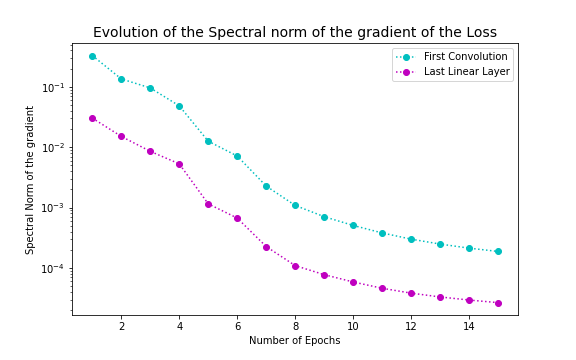 Evolution of the Spectral norm of the gradient of the Loss
First Convolution
Last Linear Layer
Spectral Norm of the gradient
10⁻¹
10⁻²
10⁻³
10⁻⁴
2 4 6 8 10 12 14
Number of Epochs